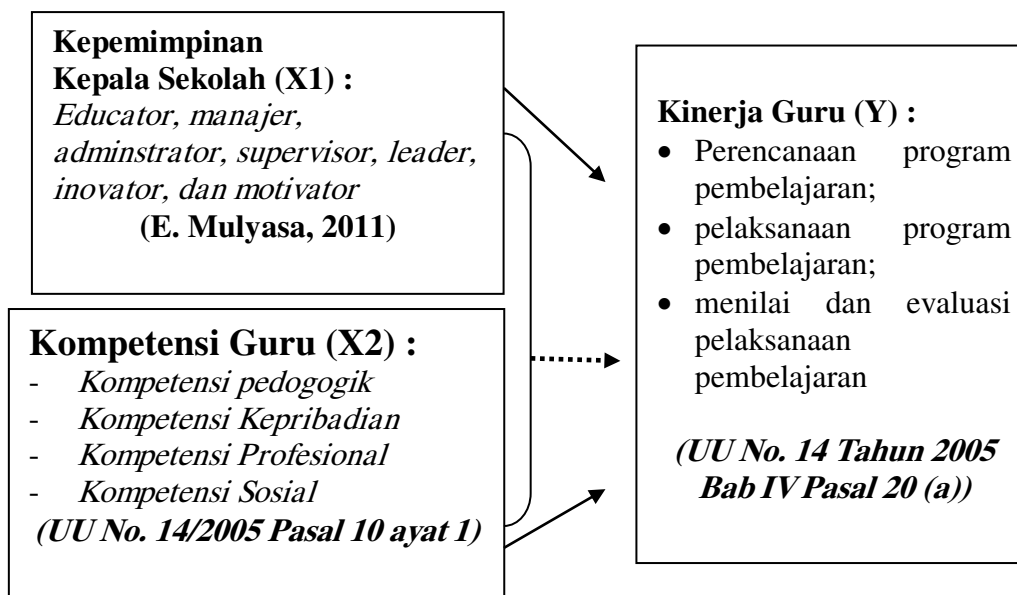 Kepemimpinan
Kepala Sekolah (X1) :
Educator, manajer,
adminstrator, supervisor, leader,
inovator, dan motivator
(E. Mulyasa, 2011)
Kompetensi Guru (X2) :
- Kompetensi pedogogik
- Kompetensi Kepribadian
- Kompetensi Profesional
- Kompetensi Sosial
(UU No. 14/2005 Pasal 10 ayat 1)
Kinerja Guru (Y) :
• Perencanaan program
pembelajaran;
• pelaksanaan program
pembelajaran;
• menilai dan evaluasi
pelaksanaan
pembelajaran
(UU No. 14 Tahun 2005
Bab IV Pasal 20 (a))